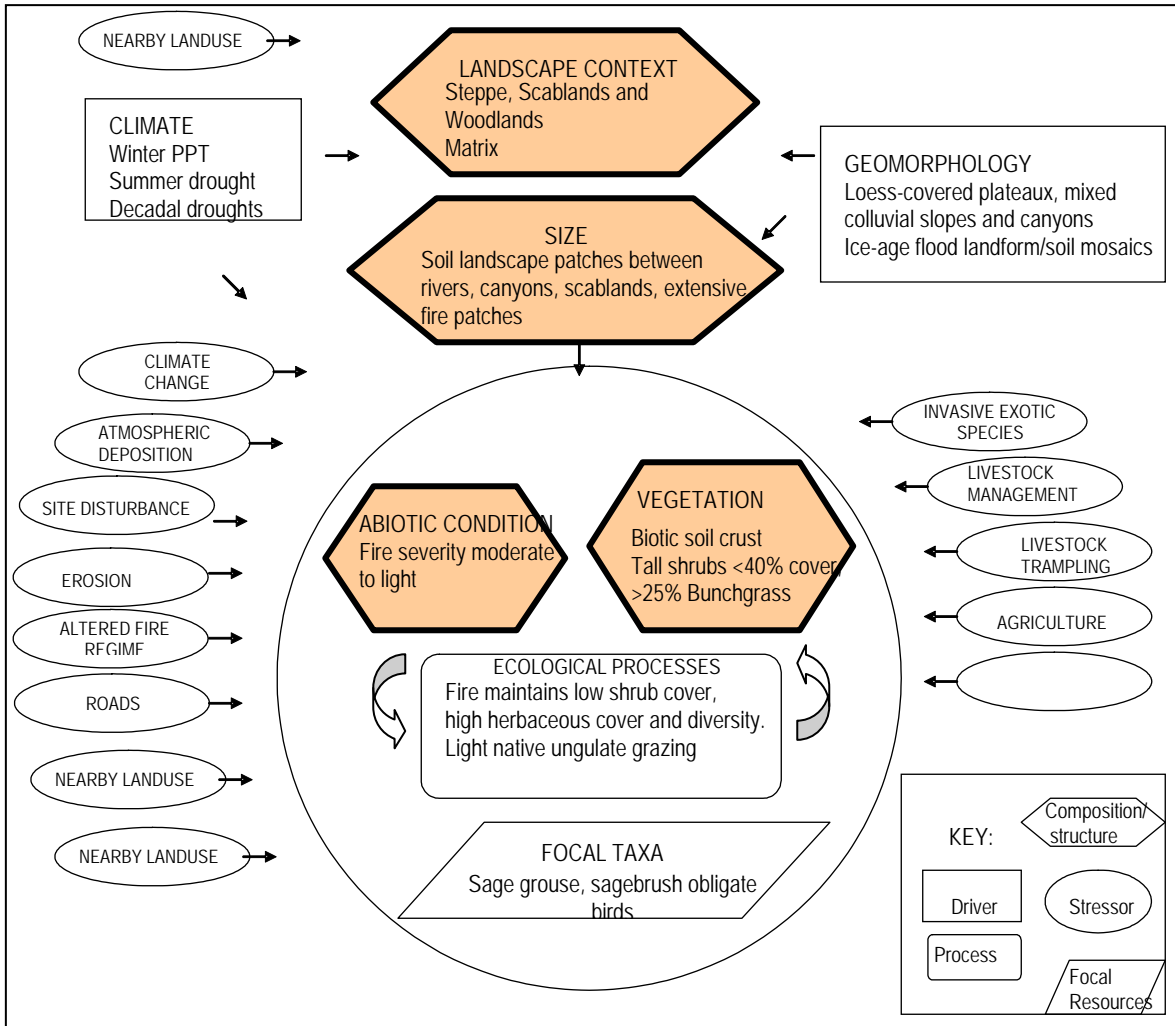 NEARBY LANDUSE
LANDSCAPE CONTEXT
Steppe, Scablands and
Woodlands
Matrix
CLIMATE
Winter PPT
Summer drought
Decadal droughts
GEOMORPHOLOGY
Loess-covered plateaux, mixed
colluvial slopes and canyons
Ice-age flood landform/soil mosaics
SIZE
Soil landscape patches between
rivers, canyons, scablands, extensive
fire patches
CLIMATE
CHANGE
ATMOSPHERIC
DEPOSITION
SITE DISTURBANCE
EROSION
ALTERED FIRE
REGIME
ROADS
NEARBY LANDUSE
NEARBY LANDUSE
ABIOTIC CONDITION
Fire severity moderate
to light
VEGETATION
Biotic soil crust
Tall shrubs <40% cover,
>25% Bunchgrass
ECOLOGICAL PROCESSES
Fire maintains low shrub cover,
high herbaceous cover and diversity.
Light native ungulate grazing
FOCAL TAXA
Sage grouse, sagebrush obligate
birds
INVASIVE EXOTIC
SPECIES
LIVESTOCK
MANAGEMENT
LIVESTOCK
TRAMPLING
AGRICULTURE
KEY:
Composition/
structure
Driver
Stressor
Process
Focal
Resources